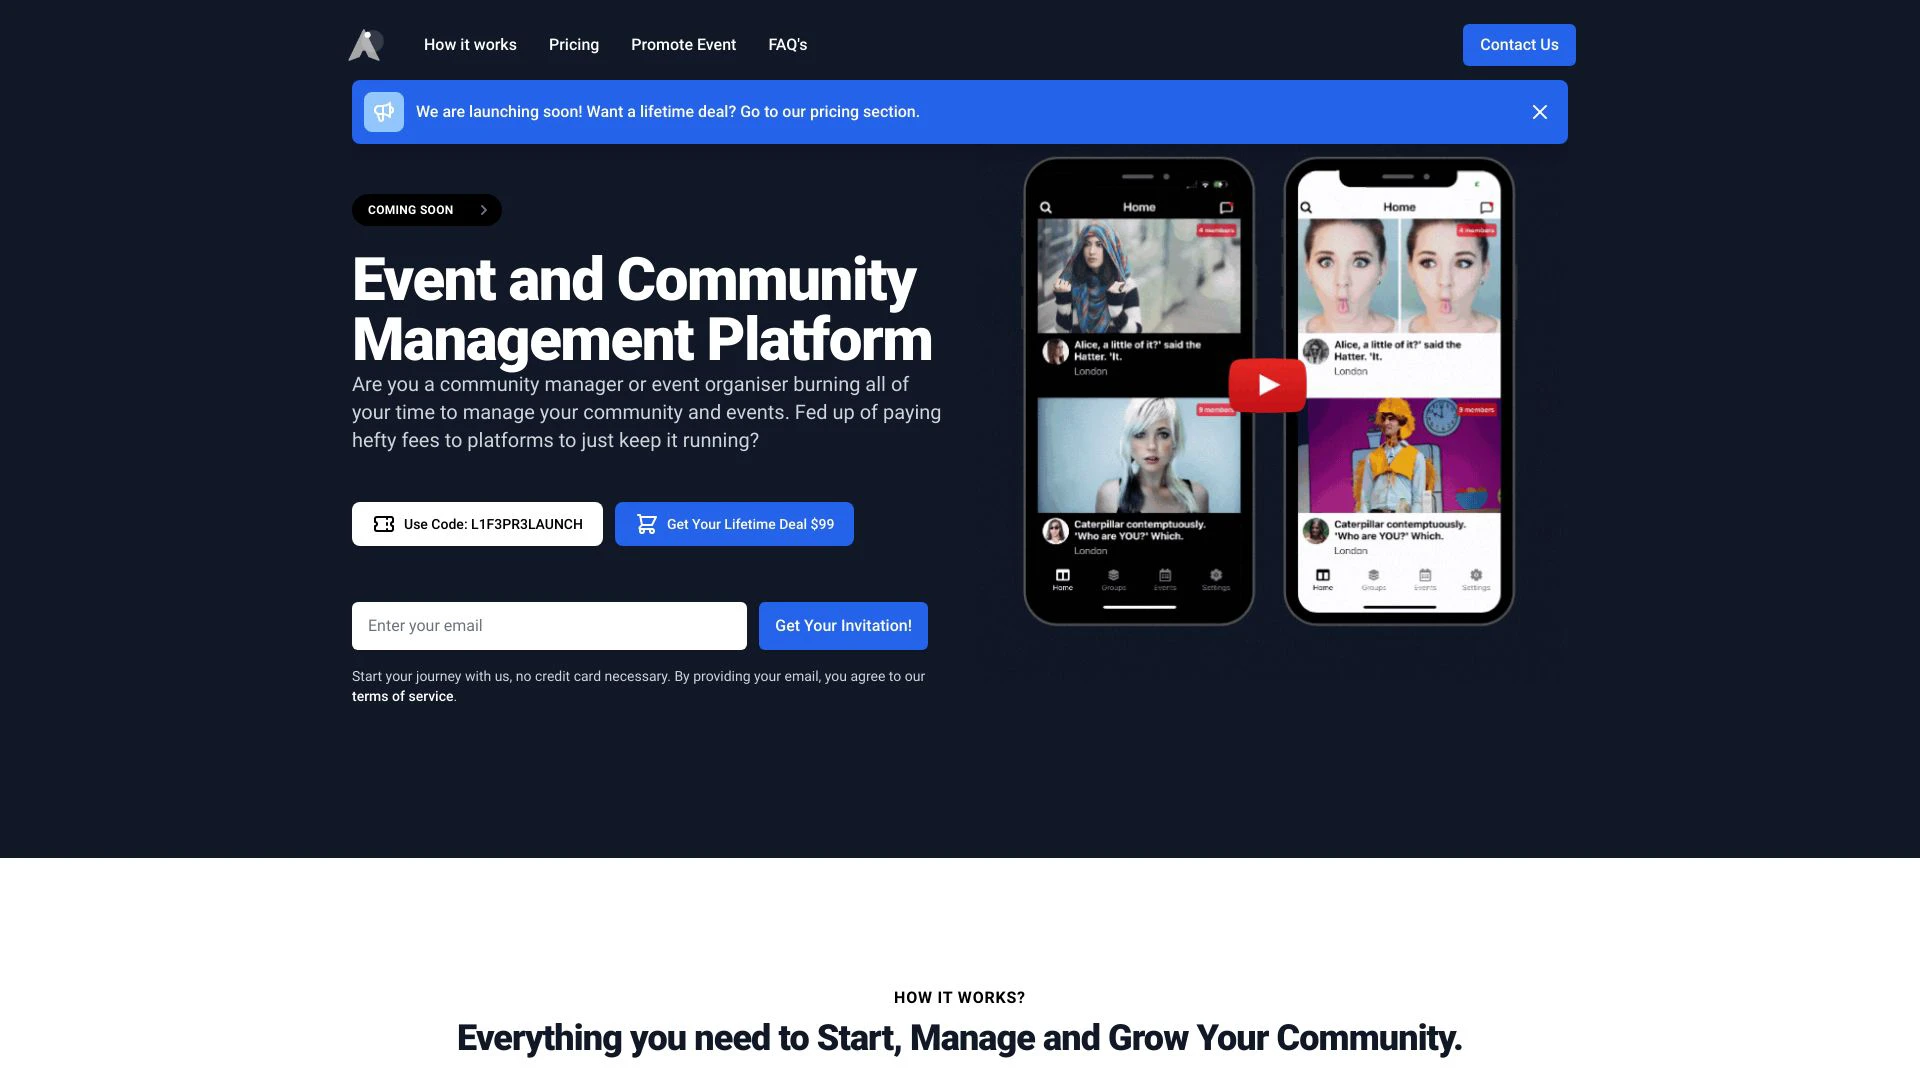 How it works
Pricing
Promote Event
FAQ's
Contact Us
We are launching soon! Want a lifetime deal? Go to our pricing section.
COMING SOON
Event and Community
Management Platform
Are you a community manager or event organiser burning all of
your time to manage your community and events. Fed up of paying
hefty fees to platforms to just keep it running?
Use Code: L1F3PR3LAUNCH
Get Your Lifetime Deal $99
Enter your email
Get Your Invitation!
Start your journey with us, no credit card necessary. By providing your email, you agree to our
terms of service.
Home
4 members
Alice, a little of it?' said the
Hatter. 'It.
London
9 members
Caterpillar contemptuously.
'Who are YOU?' Which.
London
Home
Groups
Events
Settings
Home
4 members
Alice, a little of it?' said the
Hatter. 'It.
London
9 members
Caterpillar contemptuously.
'Who are YOU?' Which.
London
Home
Groups
Events
Settings
HOW IT WORKS?
Everything you need to Start, Manage and Grow Your Community.